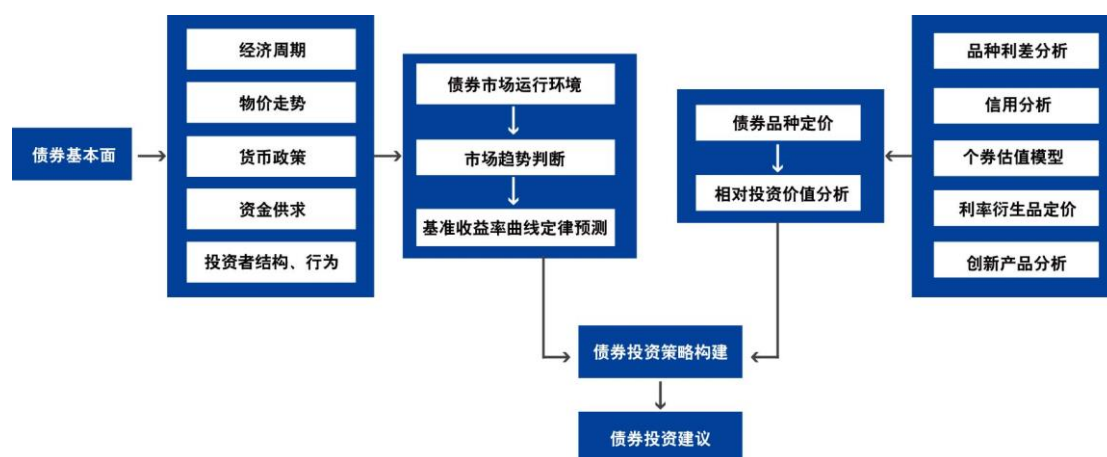 债券基本面
经济周期
物价走势
货币政策
资金供求
投资者结构、行为
债券市场运行环境
市场趋势判断
基准收益率曲线定律预测
债券品种定价
相对投资价值分析
品种利差分析
信用分析
个券估值模型
利率衍生品定价
创新产品分析
债券投资策略构建
债券投资建议